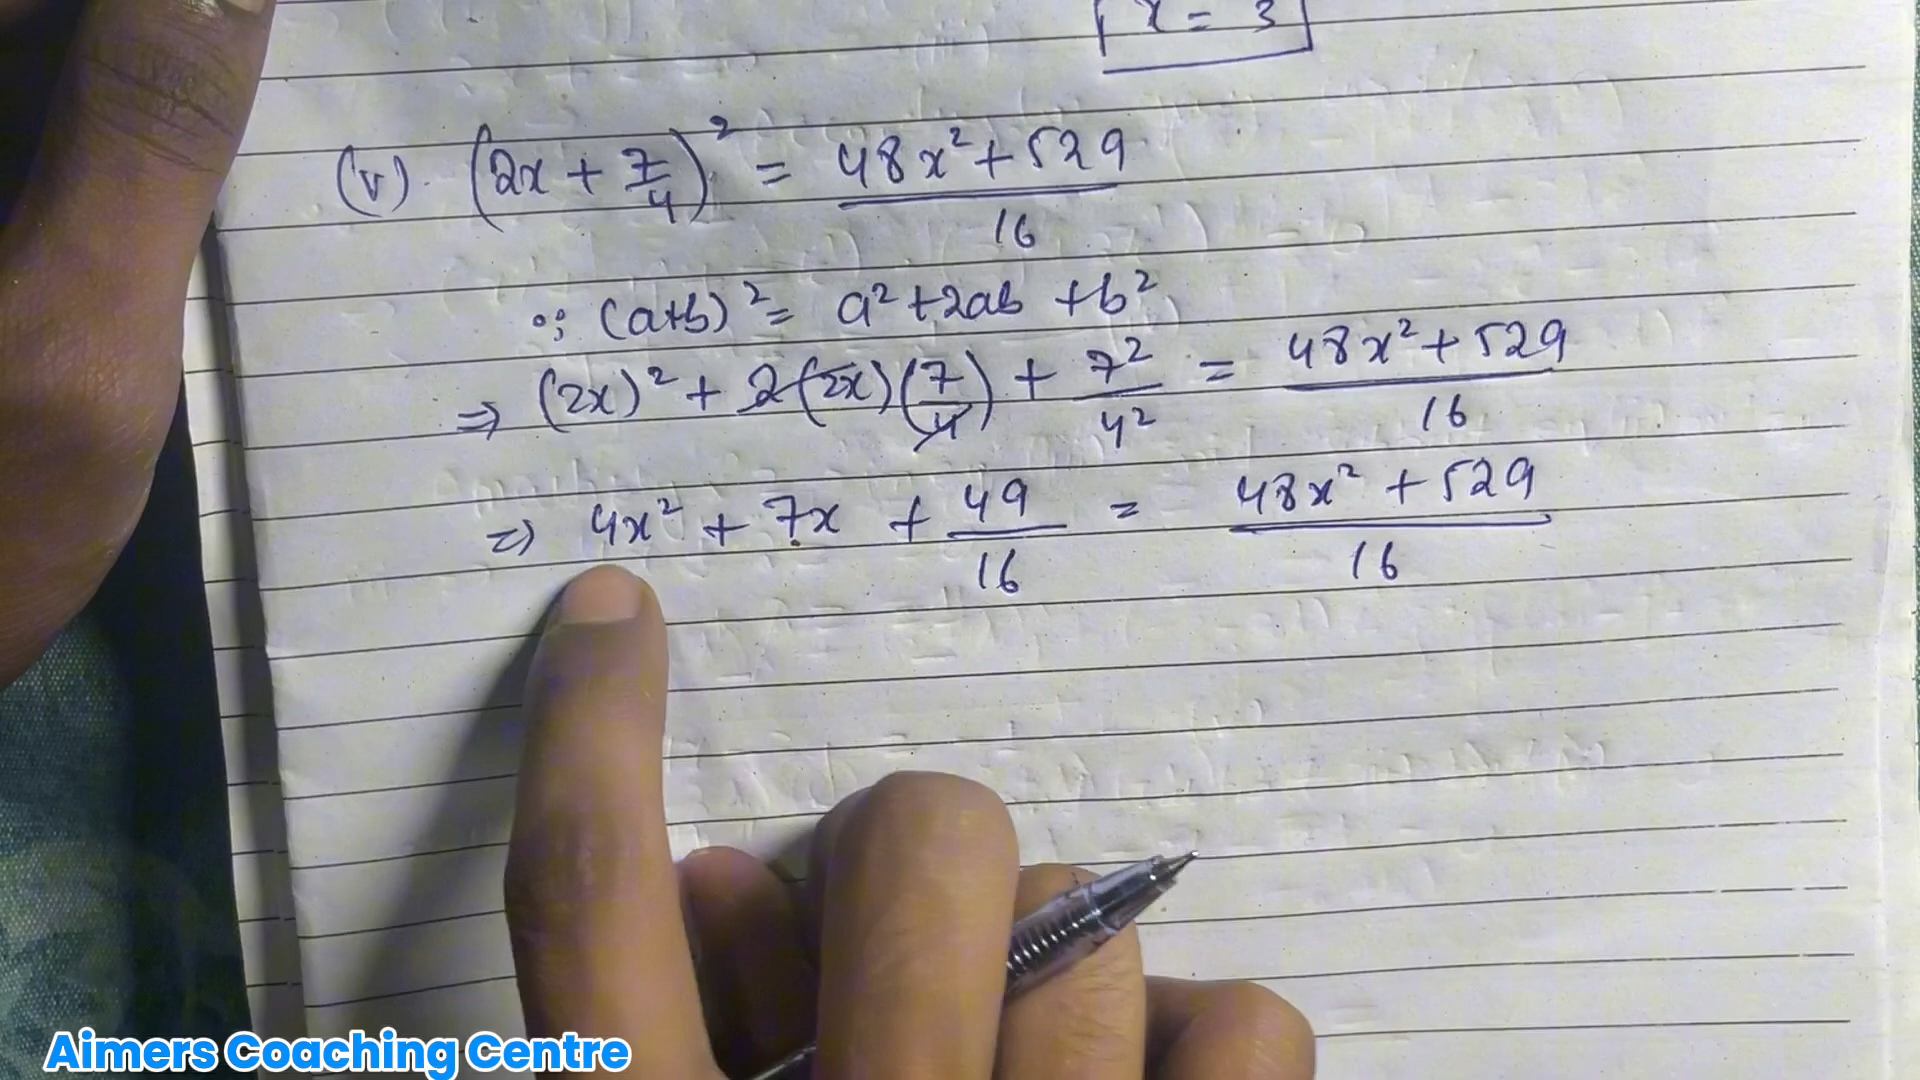 x = 3
(v). (2x + 7/4)² = 48x² + 529 / 16
∵ (a+b)² = a² + 2ab + b²
⇒ (2x)² + 2(2x)(7/4) + 7²/4² = 48x² + 529 / 16
⇒ 4x² + 7x + 49/16 = 48x² + 529 / 16
Aimers Coaching Centre